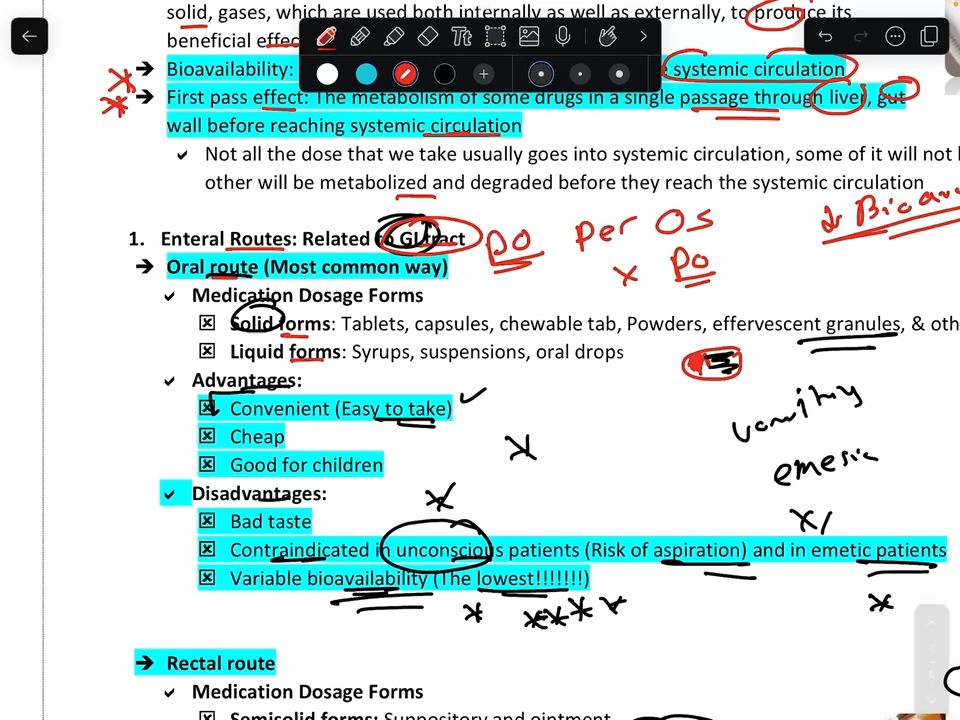 solid, gases, which are used both internally as well as externally, to produce its
beneficial effec
Tt
→ Bioavailability: systemic circulation
→ First pass effect: The metabolism of some drugs in a single passage through liver, gut
wall before reaching systemic circulation
✓ Not all the dose that we take usually goes into systemic circulation, some of it will not
other will be metabolized and degraded before they reach the systemic circulation
1. Enteral Routes: Related to GI tract PO per Os
→ Oral route (Most common way) x PO
✓ Medication Dosage Forms
☒ Solid forms: Tablets, capsules, chewable tab, Powders, effervescent granules, & oth
☒ Liquid forms: Syrups, suspensions, oral drops
✓ Advantages:
☒ Convenient (Easy to take)
☒ Cheap
vomiting
☒ Good for children
emesis
✓ Disadvantages:
☒ Bad taste
☒ Contraindicated in unconscious patients (Risk of aspiration) and in emetic patients
☒ Variable bioavailability (The lowest!!!!!!!)
→ Rectal route
✓ Medication Dosage Forms
☒ Semisolid forms: Suppository and ointment